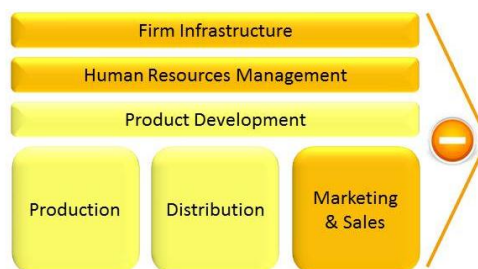 Firm Infrastructure
Human Resources Management
Product Development
Production
Distribution
Marketing
& Sales